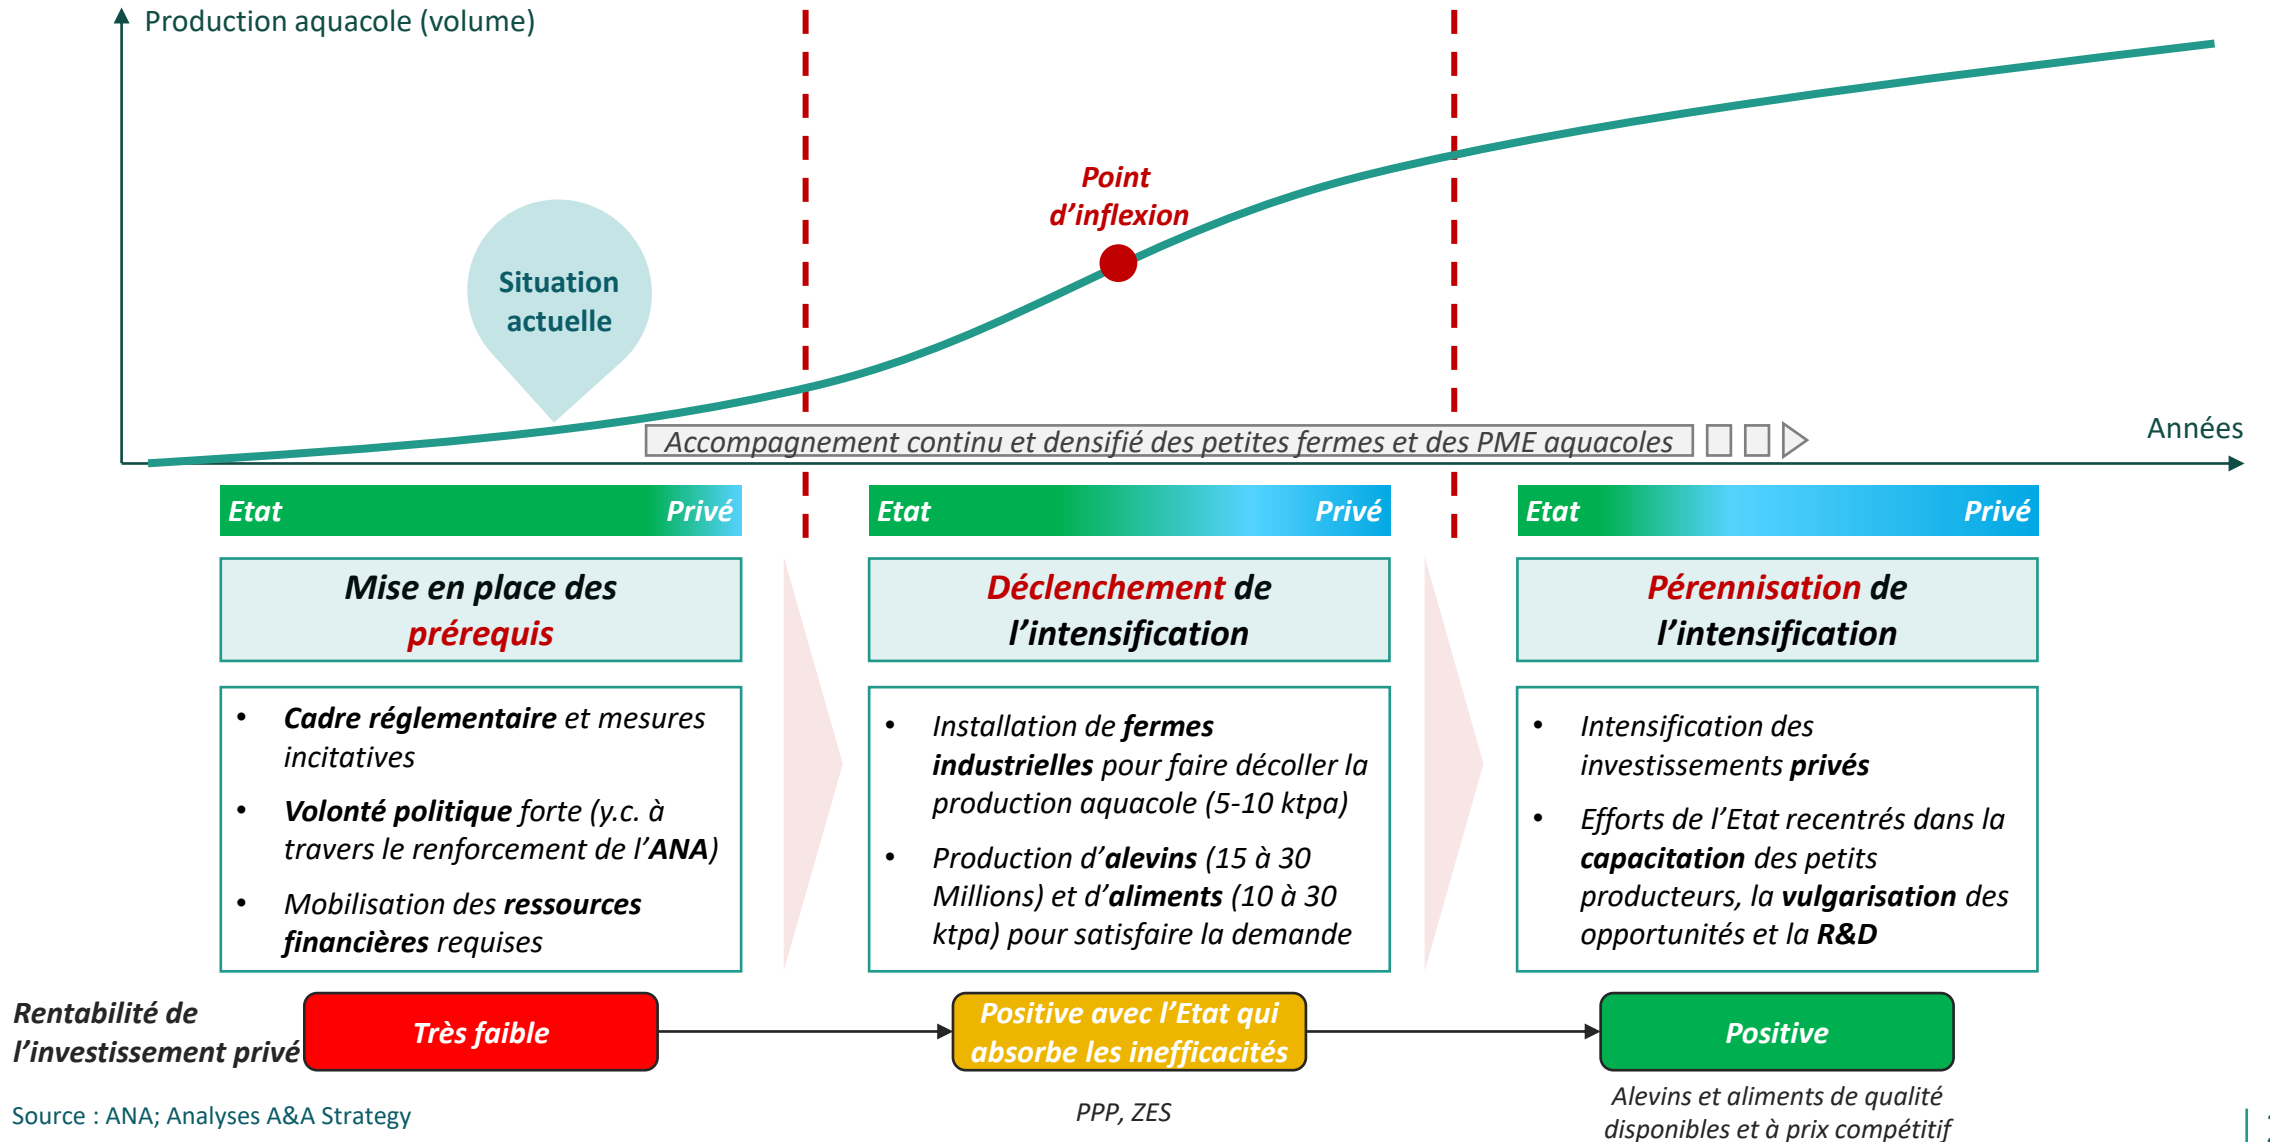 Production aquacole (volume)
Point
d’inflexion
Situation
actuelle
Années
Accompagnement continu et densifié des petites fermes et des PME aquacoles
Etat Privé
Etat Privé
Etat Privé
Mise en place des
prérequis
Déclenchement de
l’intensification
Pérennisation de
l’intensification
• Cadre réglementaire et mesures
incitatives
• Volonté politique forte (y.c. à
travers le renforcement de l’ANA)
• Mobilisation des ressources
financières requises
• Installation de fermes
industrielles pour faire décoller la
production aquacole (5-10 ktpa)
• Production d’alevins (15 à 30
Millions) et d’aliments (10 à 30
ktpa) pour satisfaire la demande
• Intensification des
investissements privés
• Efforts de l’Etat recentrés dans la
capacitation des petits
producteurs, la vulgarisation des
opportunités et la R&D
Rentabilité de
l’investissement privé
Très faible
Positive avec l’Etat qui
absorbe les inefficacités
Positive
PPP, ZES
Alevins et aliments de qualité
disponibles et à prix compétitif
Source : ANA; Analyses A&A Strategy